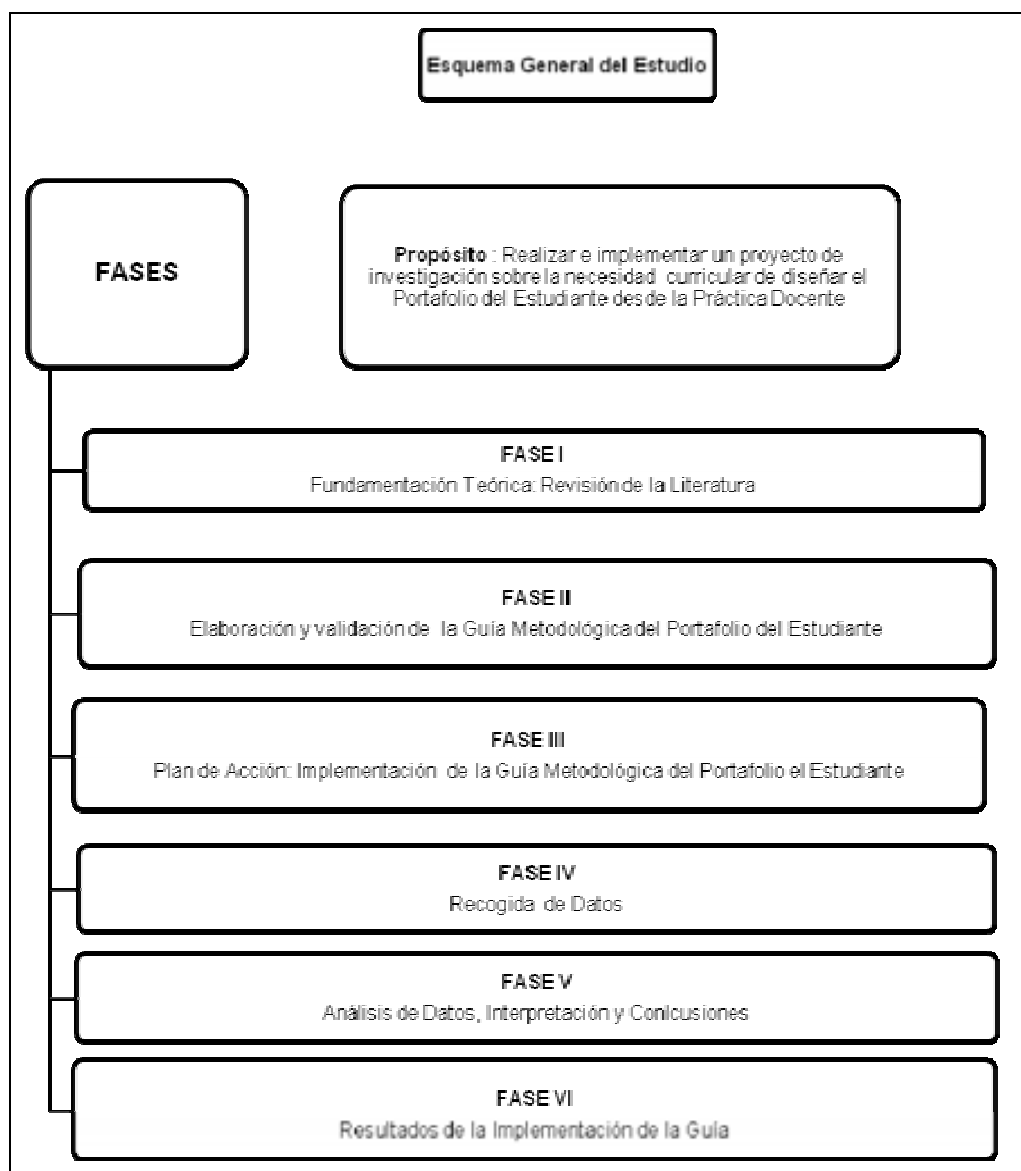 Esquema General del Estudio
FASES
Propósito : Realizar e implementar un proyecto de
investigación sobre la necesidad curricular de diseñar el
Portafolio del Estudiante desde la Práctica Docente
FASE I
Fundamentación Teórica: Revisión de la Literatura
FASE II
Elaboración y validación de la Guía Metodológica del Portafolio del Estudiante
FASE III
Plan de Acción: Implementación de la Guía Metodológica del Portafolio el Estudiante
FASE IV
Recogida de Datos
FASE V
Análisis de Datos, Interpretación y Conlcusiones
FASE VI
Resultados de la Implementación de la Guía